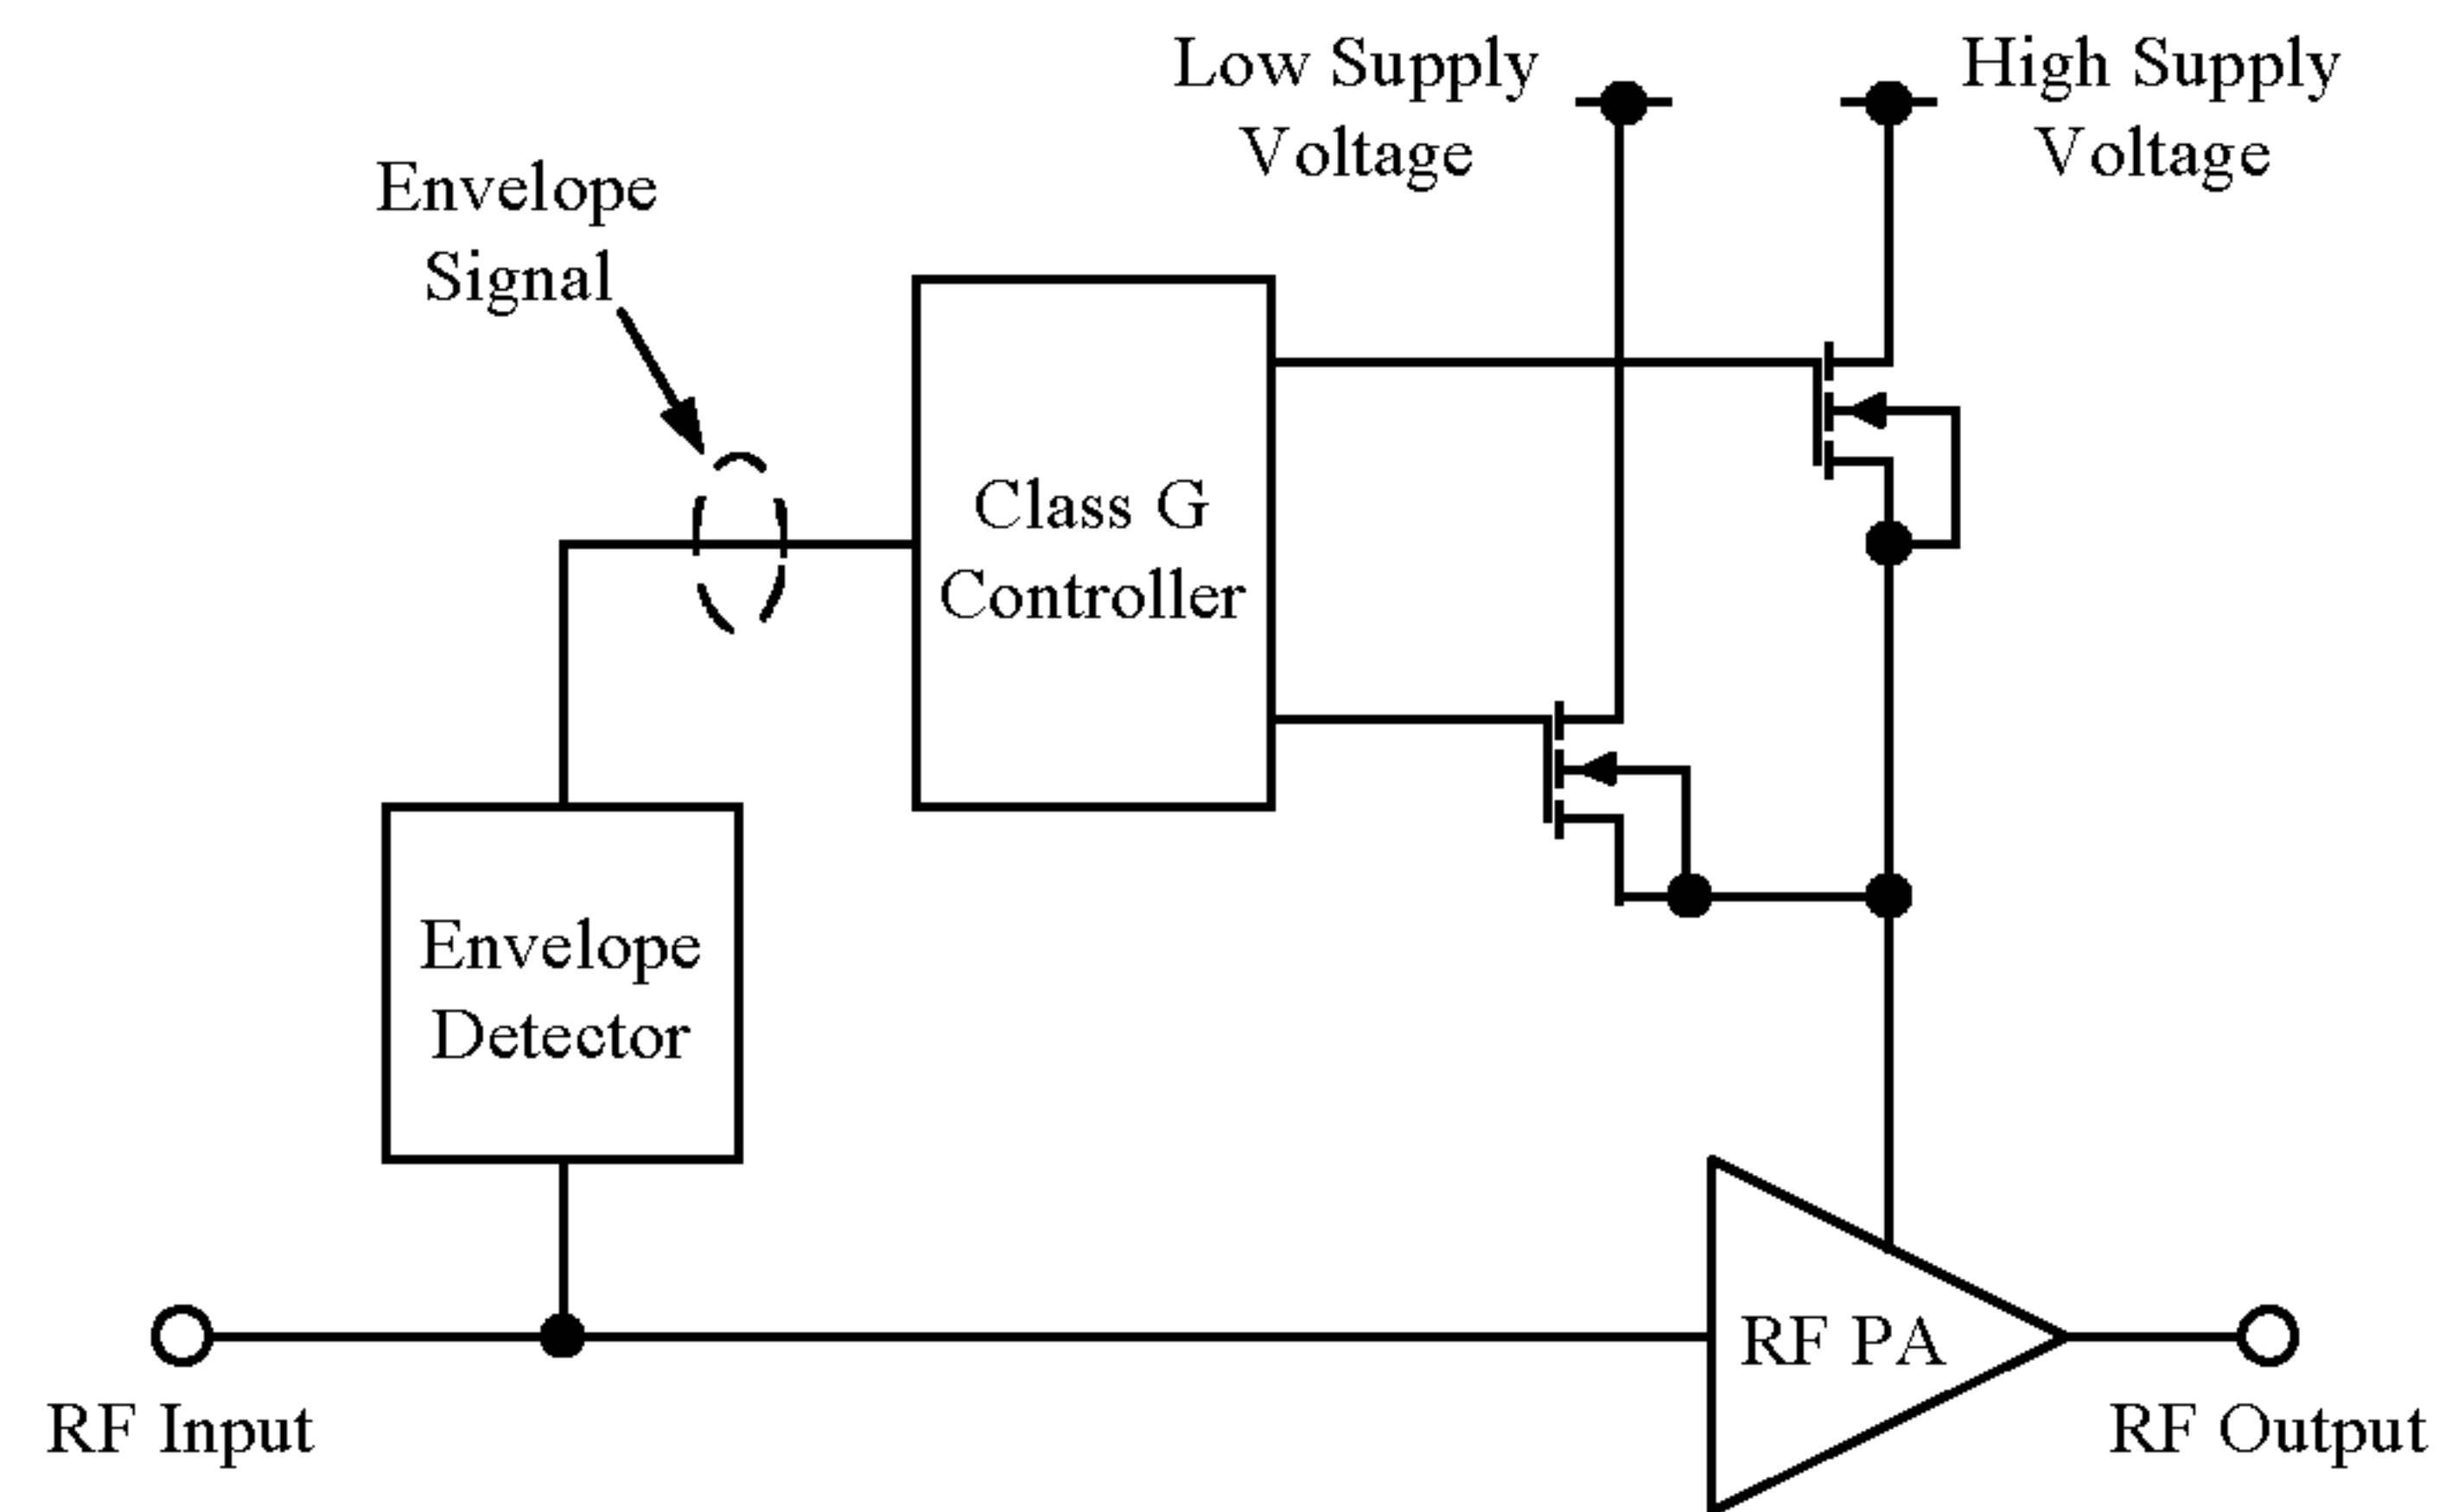 Low Supply
Voltage
High Supply
Voltage
Envelope
Signal
Class G
Controller
Envelope
Detector
RF PA
RF Input
RF Output